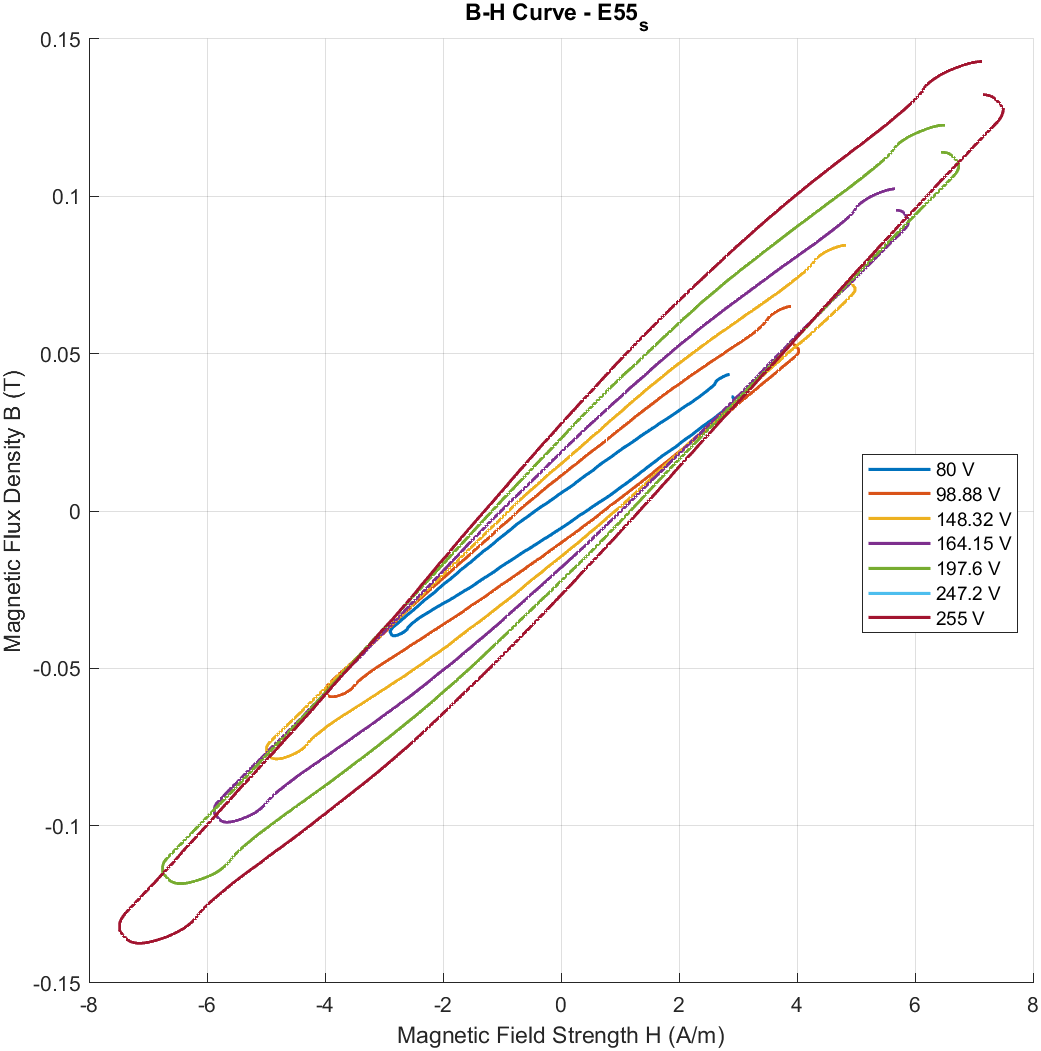 B-H Curve - E55s
0.15
0.1
0.05
0
-0.05
-0.1
-0.15
-8
-6
-4
-2
0
2
4
6
8
Magnetic Flux Density B (T)
Magnetic Field Strength H (A/m)
80 V
98.88 V
148.32 V
164.15 V
197.6 V
247.2 V
255 V